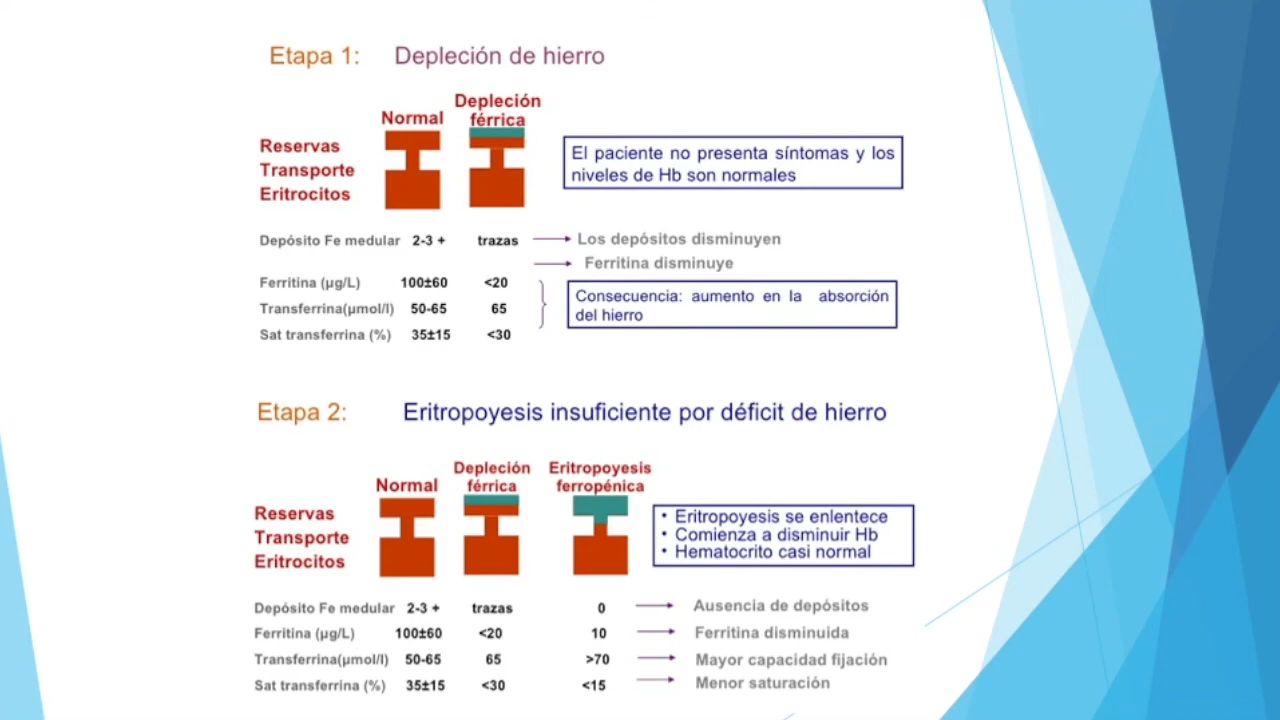 Etapa 1: Depleción de hierro
Normal Depleción férrica
Reservas
Transporte
Eritrocitos
El paciente no presenta síntomas y los
niveles de Hb son normales
Depósito Fe medular 2-3 + trazas Los depósitos disminuyen
Ferritina disminuye
Ferritina (µg/L) 100±60 <20
Transferrina(µmol/l) 50-65 65
Sat transferrina (%) 35±15 <30
Consecuencia: aumento en la absorción
del hierro
Etapa 2: Eritropoyesis insuficiente por déficit de hierro
Normal Depleción férrica Eritropoyesis ferropénica
Reservas
Transporte
Eritrocitos
• Eritropoyesis se enlentece
• Comienza a disminuir Hb
• Hematocrito casi normal
Depósito Fe medular 2-3 + trazas 0 Ausencia de depósitos
Ferritina (µg/L) 100±60 <20 10 Ferritina disminuida
Transferrina(µmol/l) 50-65 65 >70 Mayor capacidad fijación
Sat transferrina (%) 35±15 <30 <15 Menor saturación